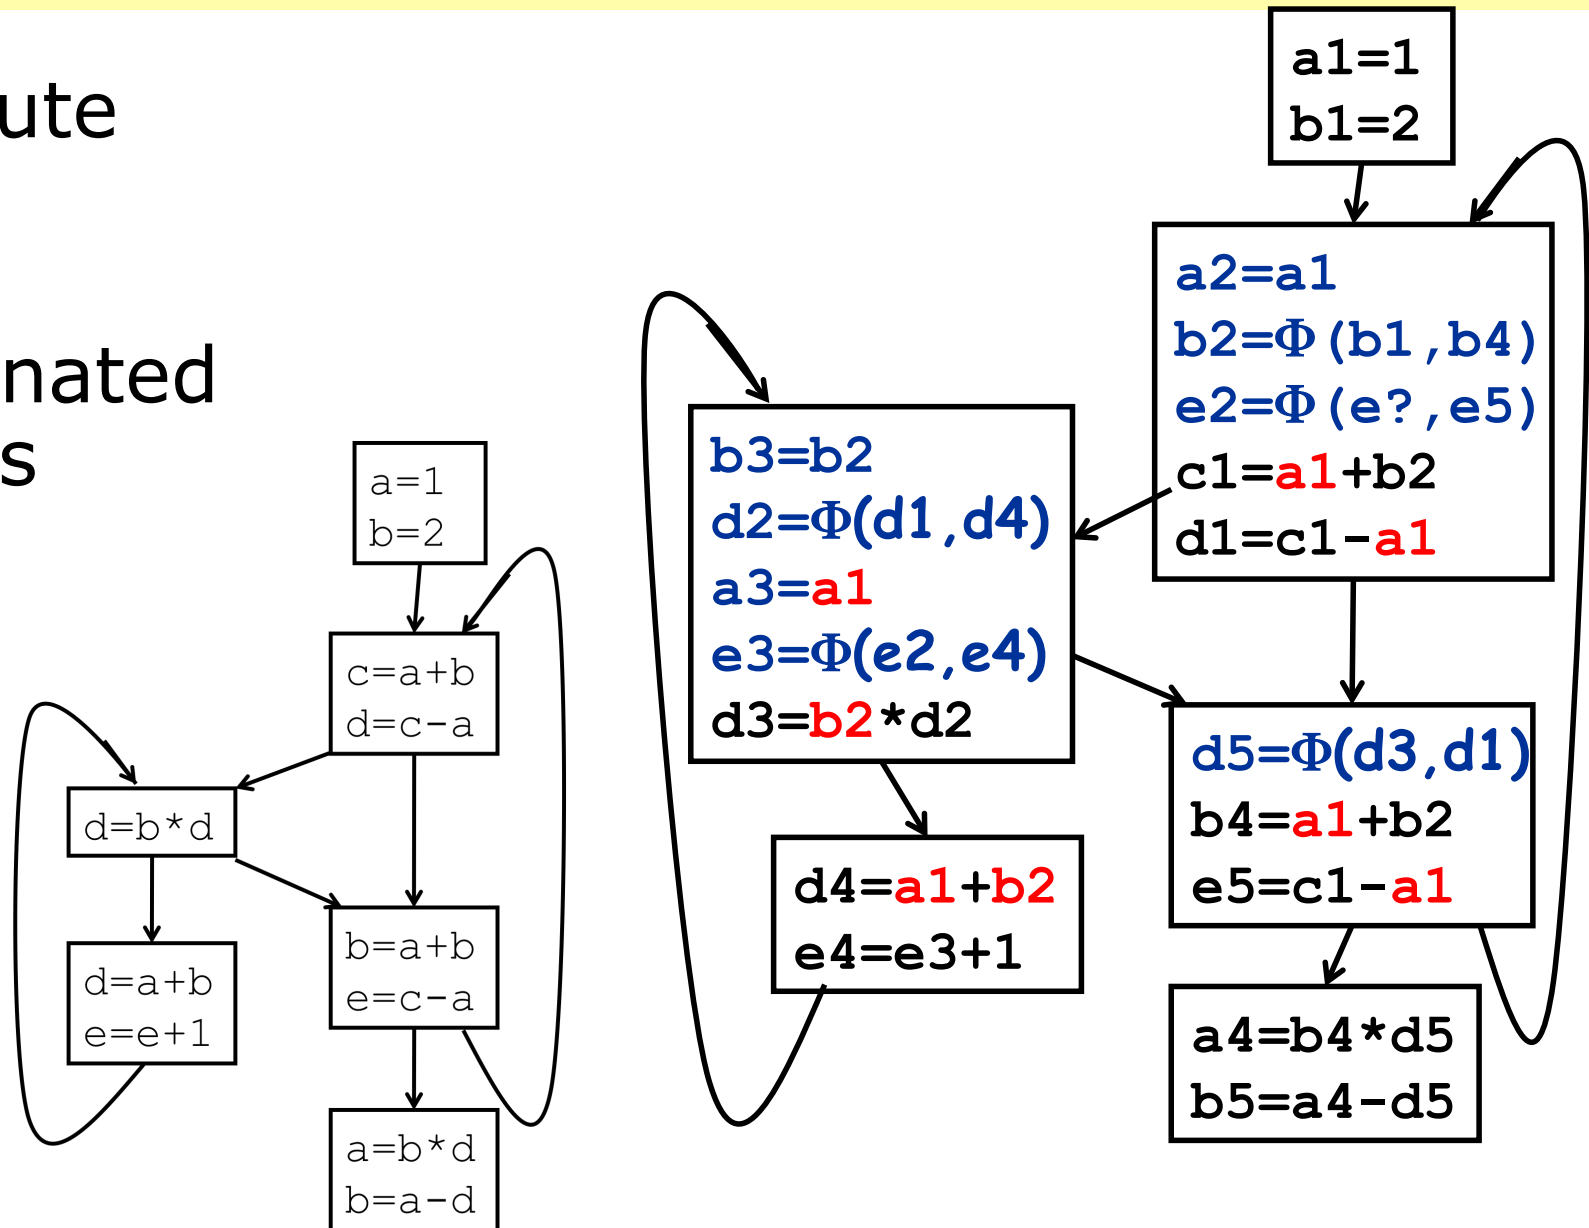 ute
nated
s
a=1
b=2
c=a+b
d=c-a
d=b*d
d=a+b
e=e+1
b=a+b
e=c-a
a=b*d
b=a-d
a1=1
b1=2
a2=a1
b2=Φ(b1,b4)
e2=Φ(e?,e5)
c1=a1+b2
d1=c1-a1
b3=b2
d2=Φ(d1,d4)
a3=a1
e3=Φ(e2,e4)
d3=b2*d2
d4=a1+b2
e4=e3+1
d5=Φ(d3,d1)
b4=a1+b2
e5=c1-a1
a4=b4*d5
b5=a4-d5